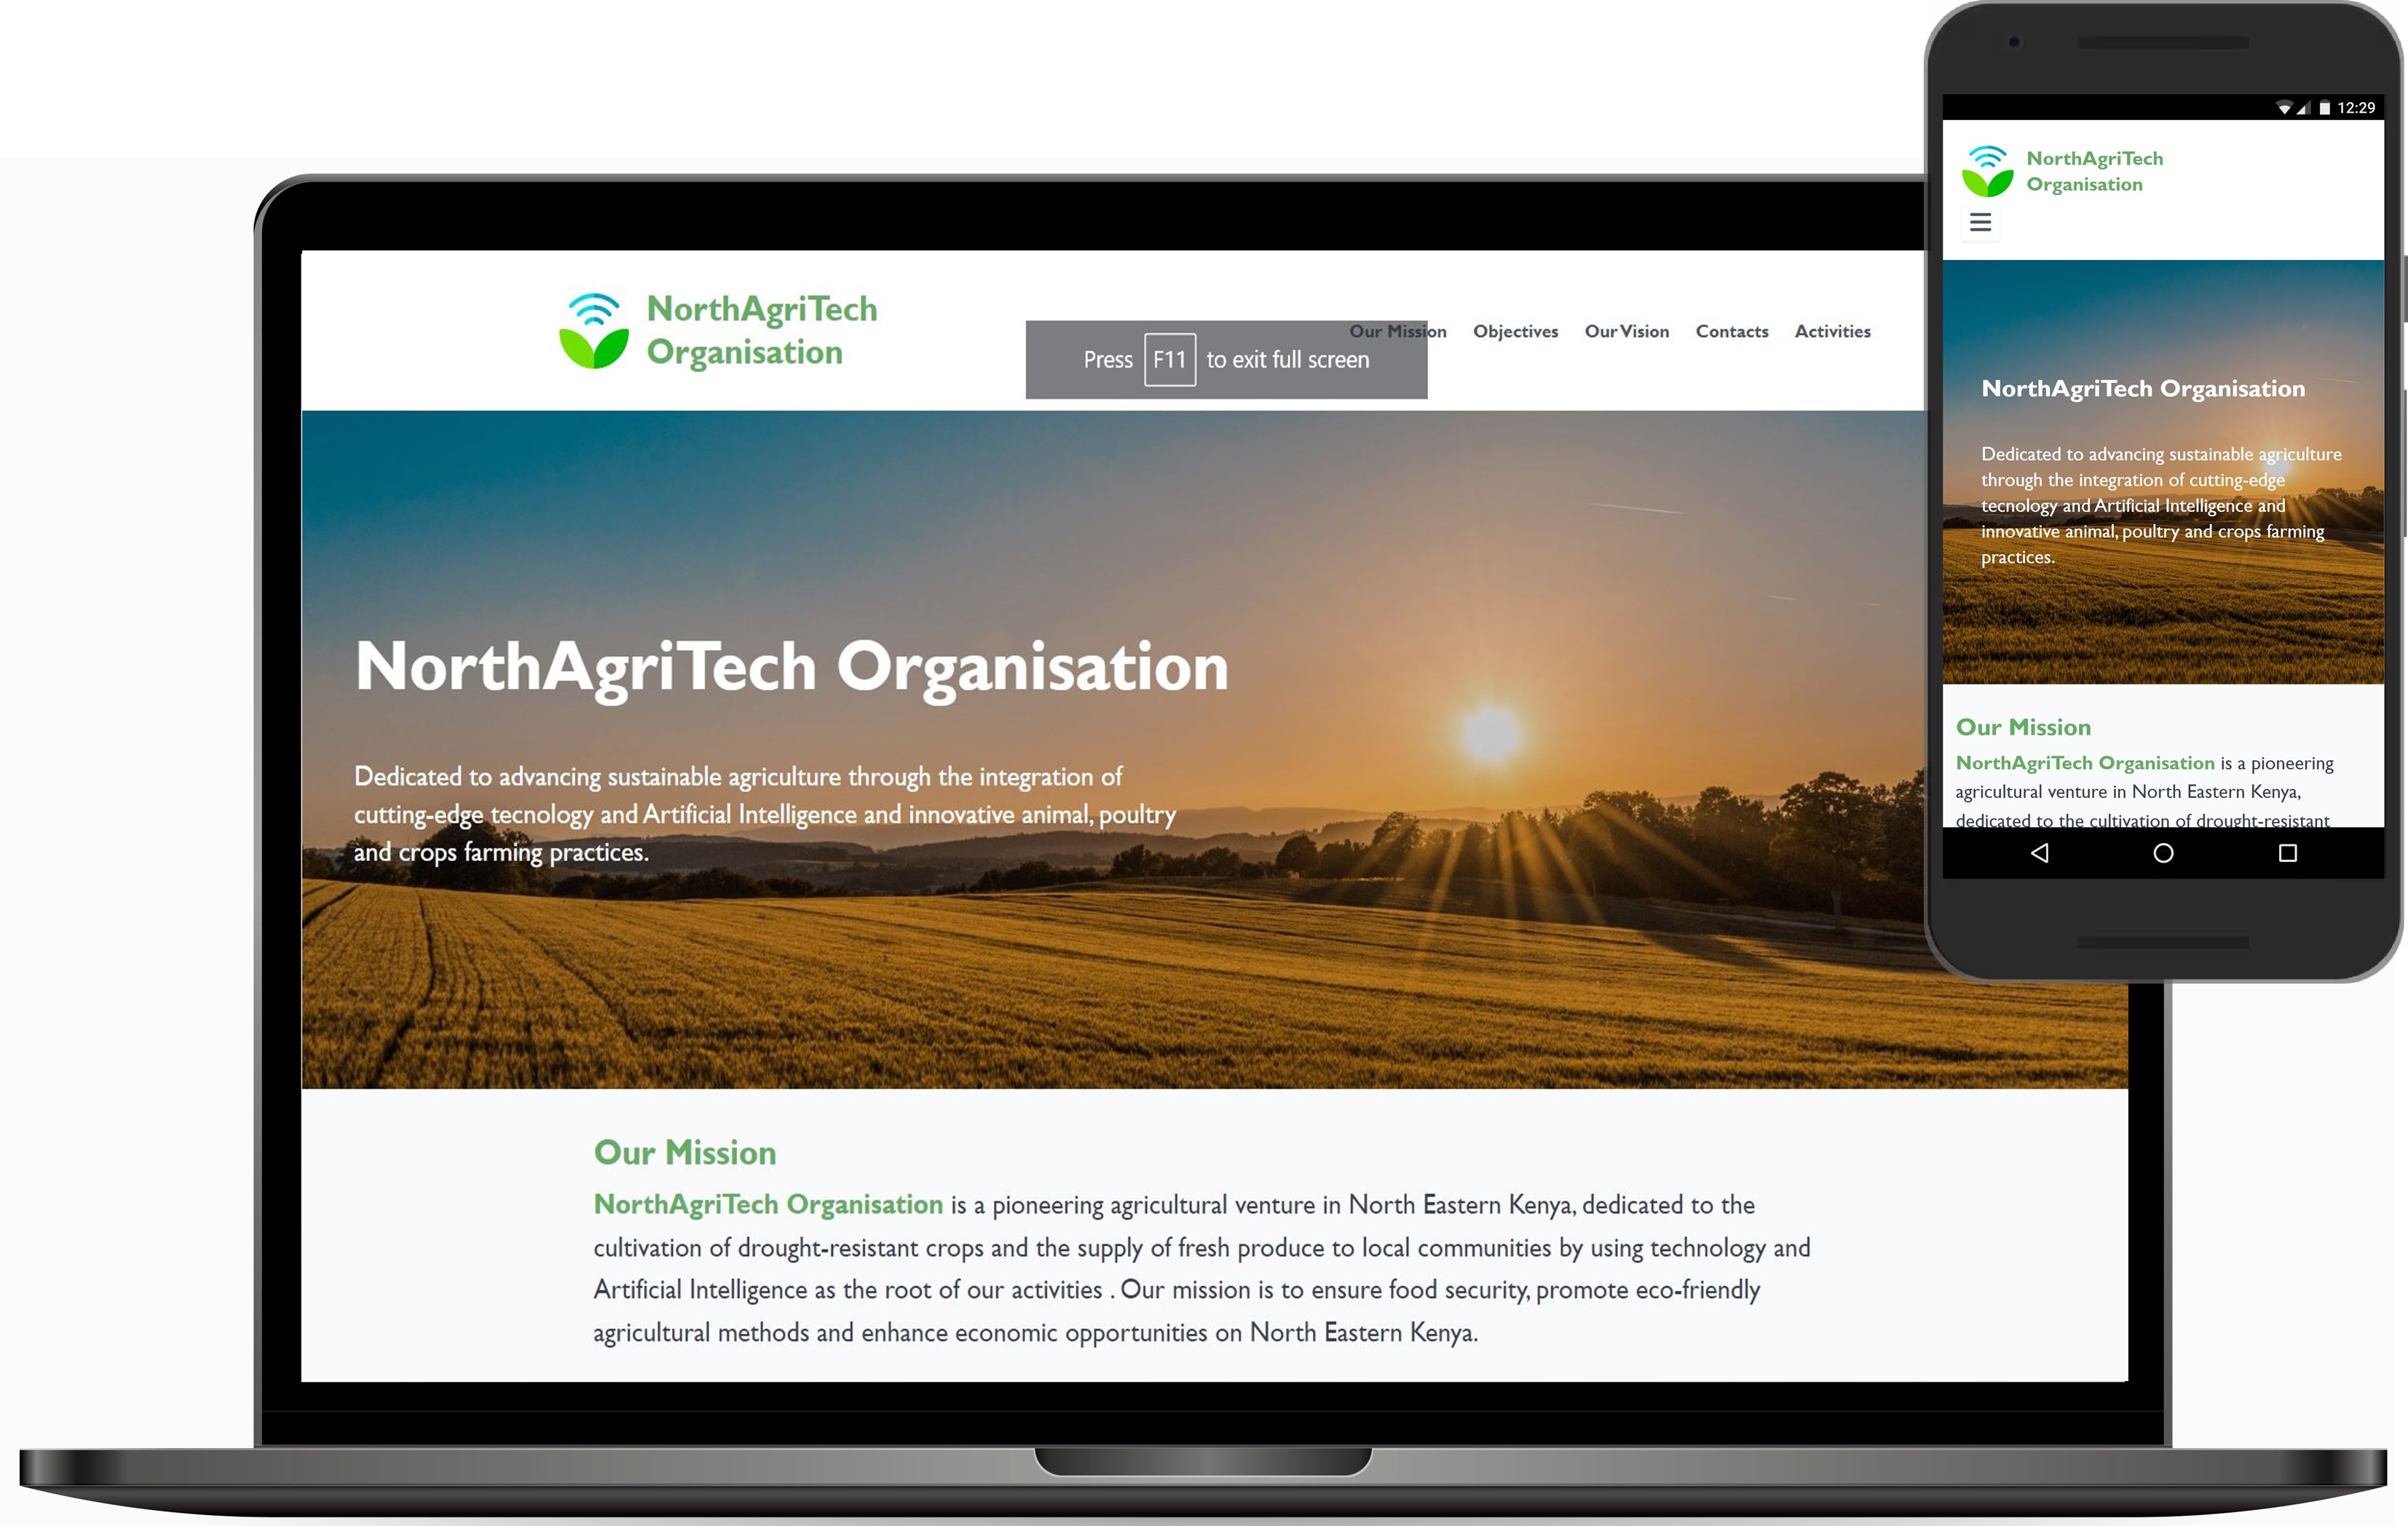 NorthAgriTech
Organisation
Our Mission Objectives Our Vision Contacts Activities
Press F11 to exit full screen
NorthAgriTech Organisation
Dedicated to advancing sustainable agriculture through the integration of
cutting-edge tecnology and Artificial Intelligence and innovative animal, poultry
and crops farming practices.
Our Mission
NorthAgriTech Organisation is a pioneering agricultural venture in North Eastern Kenya, dedicated to the
cultivation of drought-resistant crops and the supply of fresh produce to local communities by using technology and
Artificial Intelligence as the root of our activities . Our mission is to ensure food security, promote eco-friendly
agricultural methods and enhance economic opportunities on North Eastern Kenya.
12:29
NorthAgriTech
Organisation
NorthAgriTech Organisation
Dedicated to advancing sustainable agriculture
through the integration of cutting-edge
tecnology and Artificial Intelligence and
innovative animal, poultry and crops farming
practices.
Our Mission
NorthAgriTech Organisation is a pioneering
agricultural venture in North Eastern Kenya,
dedicated to the cultivation of drought-resistant